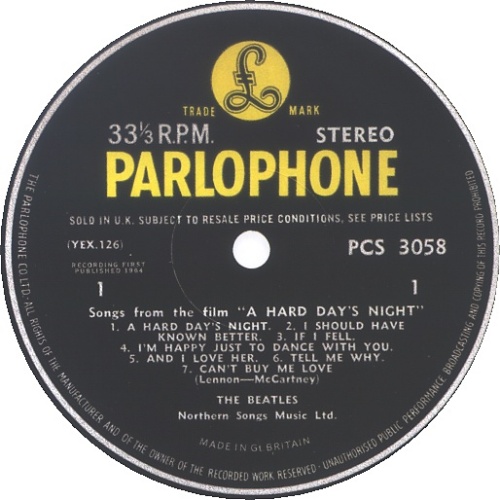 £
TRADE MARK
33⅓ R.P.M. STEREO
PARLOPHONE
SOLD IN U.K. SUBJECT TO RESALE PRICE CONDITIONS, SEE PRICE LISTS
(YEX.126) PCS 3058
RECORDING FIRST
PUBLISHED 1964
1 1
Songs from the film "A HARD DAY'S NIGHT"
1. A HARD DAY'S NIGHT. 2. I SHOULD HAVE
KNOWN BETTER. 3. IF I FELL.
4. I'M HAPPY JUST TO DANCE WITH YOU.
5. AND I LOVE HER. 6. TELL ME WHY.
7. CAN'T BUY ME LOVE
(Lennon—McCartney)
THE BEATLES
Northern Songs Music Ltd.
MADE IN GT. BRITAIN
THE PARLOPHONE CO LTD.· ALL RIGHTS OF THE MANUFACTURER AND OF THE OWNER OF THE RECORDED WORK RESERVED · UNAUTHORISED PUBLIC PERFORMANCE BROADCASTING AND COPYING OF THIS RECORD PROHIBITED